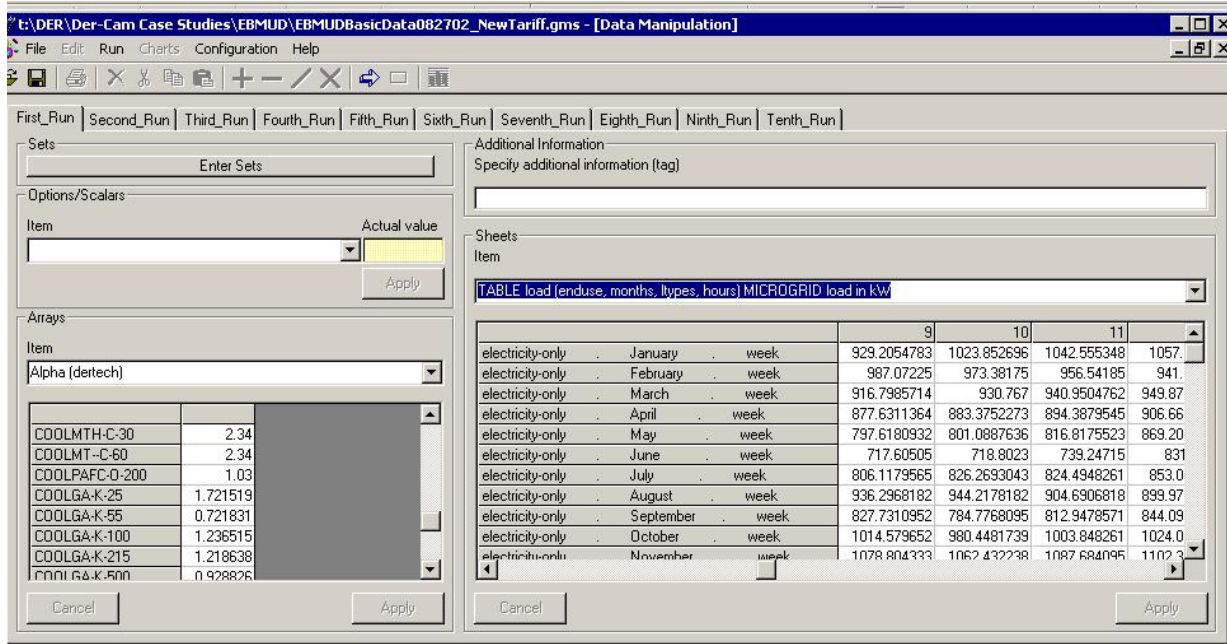 t:\DER\Der-Cam Case Studies\EBMUD\EBMUDBasicData082702_NewTariff.gms - [Data Manipulation]
File Edit Run Charts Configuration Help
First_Run Second_Run Third_Run Fourth_Run Fifth_Run Sixth_Run Seventh_Run Eighth_Run Ninth_Run Tenth_Run
Sets
Enter Sets
Options/Scalars
Item Actual value
Apply
Arrays
Item
Alpha (dertech)
COOLMTH-C-30 2.34
COOLMT--C-60 2.34
COOLPAFC-O-200 1.03
COOLGA-K-25 1.721519
COOLGA-K-55 0.721831
COOLGA-K-100 1.236515
COOLGA-K-215 1.218638
COOLGA-K-500 0.928826
Cancel Apply
Additional Information
Specify additional information (tag)
Sheets
Item
TABLE load (enduse, months, ltypes, hours) MICROGRID load in kW
9 10 11
electricity-only . January . week 929.2054783 1023.852696 1042.555348 1057.
electricity-only . February . week 987.07225 973.38175 956.54185 941.
electricity-only . March . week 916.7985714 930.767 940.9504762 949.87
electricity-only . April . week 877.6311364 883.3752273 894.3879545 906.66
electricity-only . May . week 797.6180932 801.0887636 816.8175523 869.20
electricity-only . June . week 717.60505 718.8023 739.24715 831
electricity-only . July . week 806.1179565 826.2693043 824.4948261 853.0
electricity-only . August . week 936.2968182 944.2178182 904.6906818 899.97
electricity-only . September . week 827.7310952 784.7768095 812.9478571 844.09
electricity-only . October . week 1014.579652 980.4481739 1003.848261 1024.0
electricity-only . November . week 1078.804333 1062.432238 1087.684095 1102.3
Cancel Apply